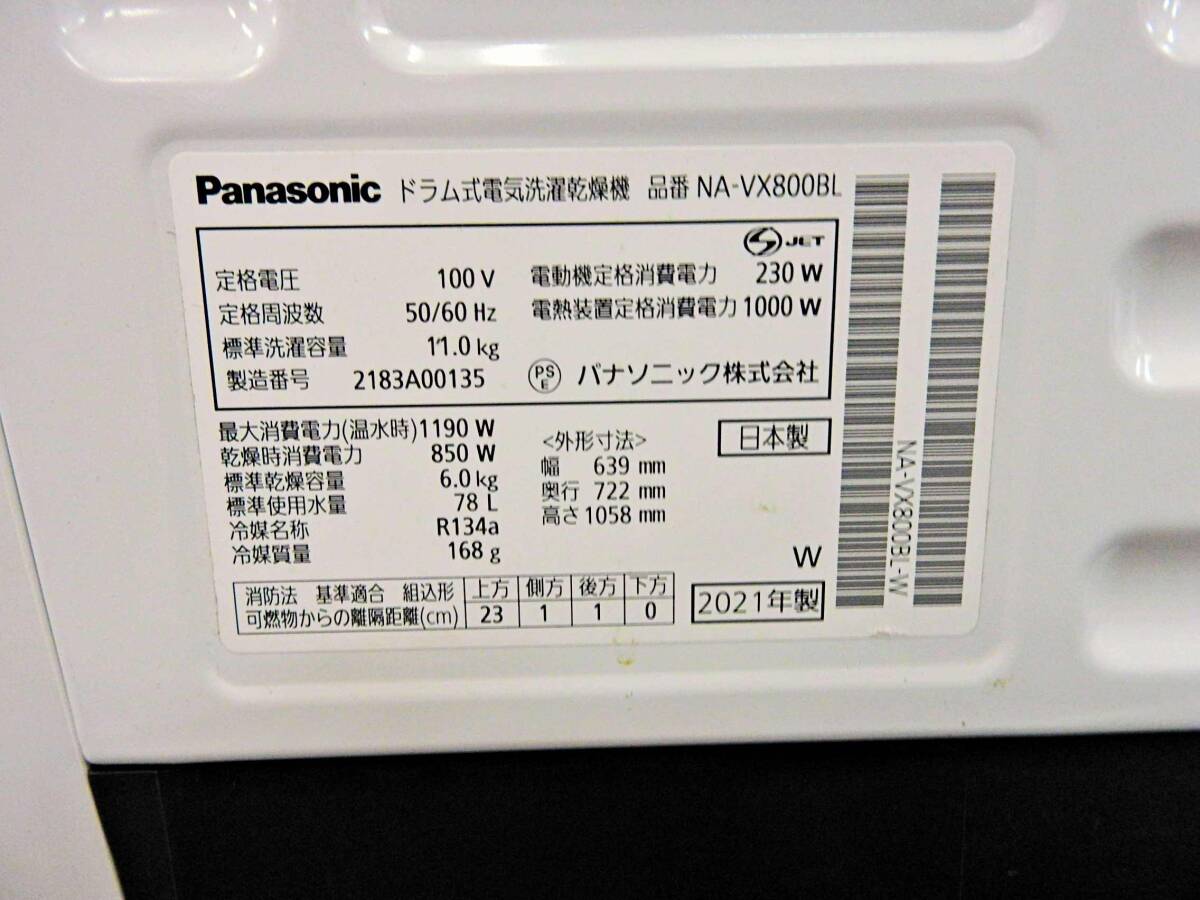 Panasonic ドラム式電気洗濯乾燥機 品番 NA-VX800BL
JET
定格電圧 100 V 電動機定格消費電力 230 W
定格周波数 50/60 Hz 電熱装置定格消費電力 1000 W
標準洗濯容量 11.0 kg
製造番号 2183A00135 PSE パナソニック株式会社
最大消費電力(温水時) 1190 W
乾燥時消費電力 850 W
標準乾燥容量 6.0 kg
標準使用水量 78 L
冷媒名称 R134a
冷媒質量 168 g
<外形寸法>
幅 639 mm
奥行 722 mm
高さ 1058 mm
日本製
W
消防法 基準適合 組込形 上方 側方 後方 下方
可燃物からの離隔距離(cm) 23 1 1 0
2021年製
NA-VX800BL-W